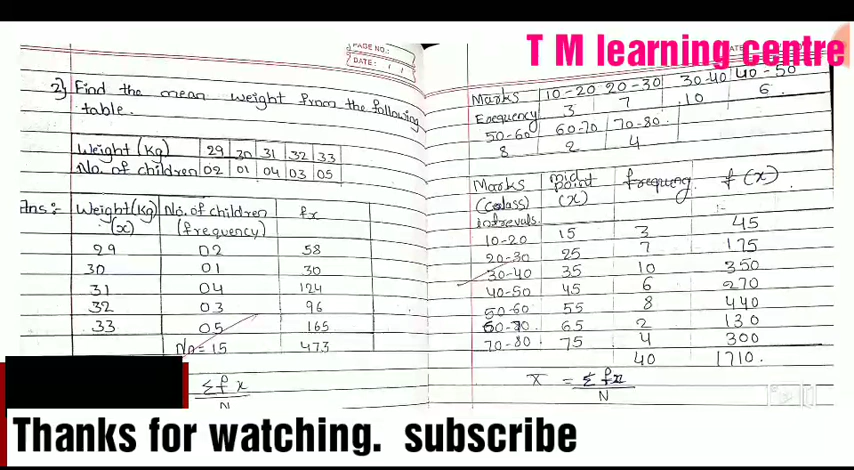 T M learning centre
PAGE NO.:
DATE: / /
2) Find the mean weight from the following
table.
Weight (kg) 29 30 31 32 33
No. of children 02 01 04 03 05
Ans:- Weight (kg) No. of children fx
(x) (frequency)
29 02 58
30 01 30
31 04 124
32 03 96
33 05 165
No = 15 473
Σf x
N
Marks 10-20 20-30 30-40 40-50
Frequency 3 7 10 6
50-60 60-70 70-80
8 2 4
Marks mid point frequency f(x)
(class) (x)
intrevals
10-20 15 3 45
20-30 25 7 175
30-40 35 10 350
40-50 45 6 270
50-60 55 8 440
60-70 65 2 130
70-80 75 4 300
40 1710.
x̄ = Σ fx
N
Thanks for watching. subscribe